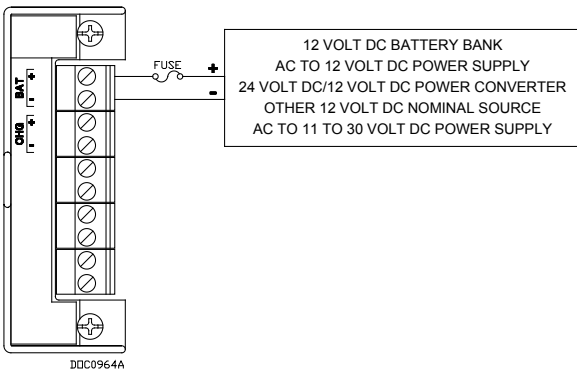 FUSE
+
-
12 VOLT DC BATTERY BANK
AC TO 12 VOLT DC POWER SUPPLY
24 VOLT DC/12 VOLT DC POWER CONVERTER
OTHER 12 VOLT DC NOMINAL SOURCE
AC TO 11 TO 30 VOLT DC POWER SUPPLY
BAT
+
-
CHG
+
-
DOC0964A